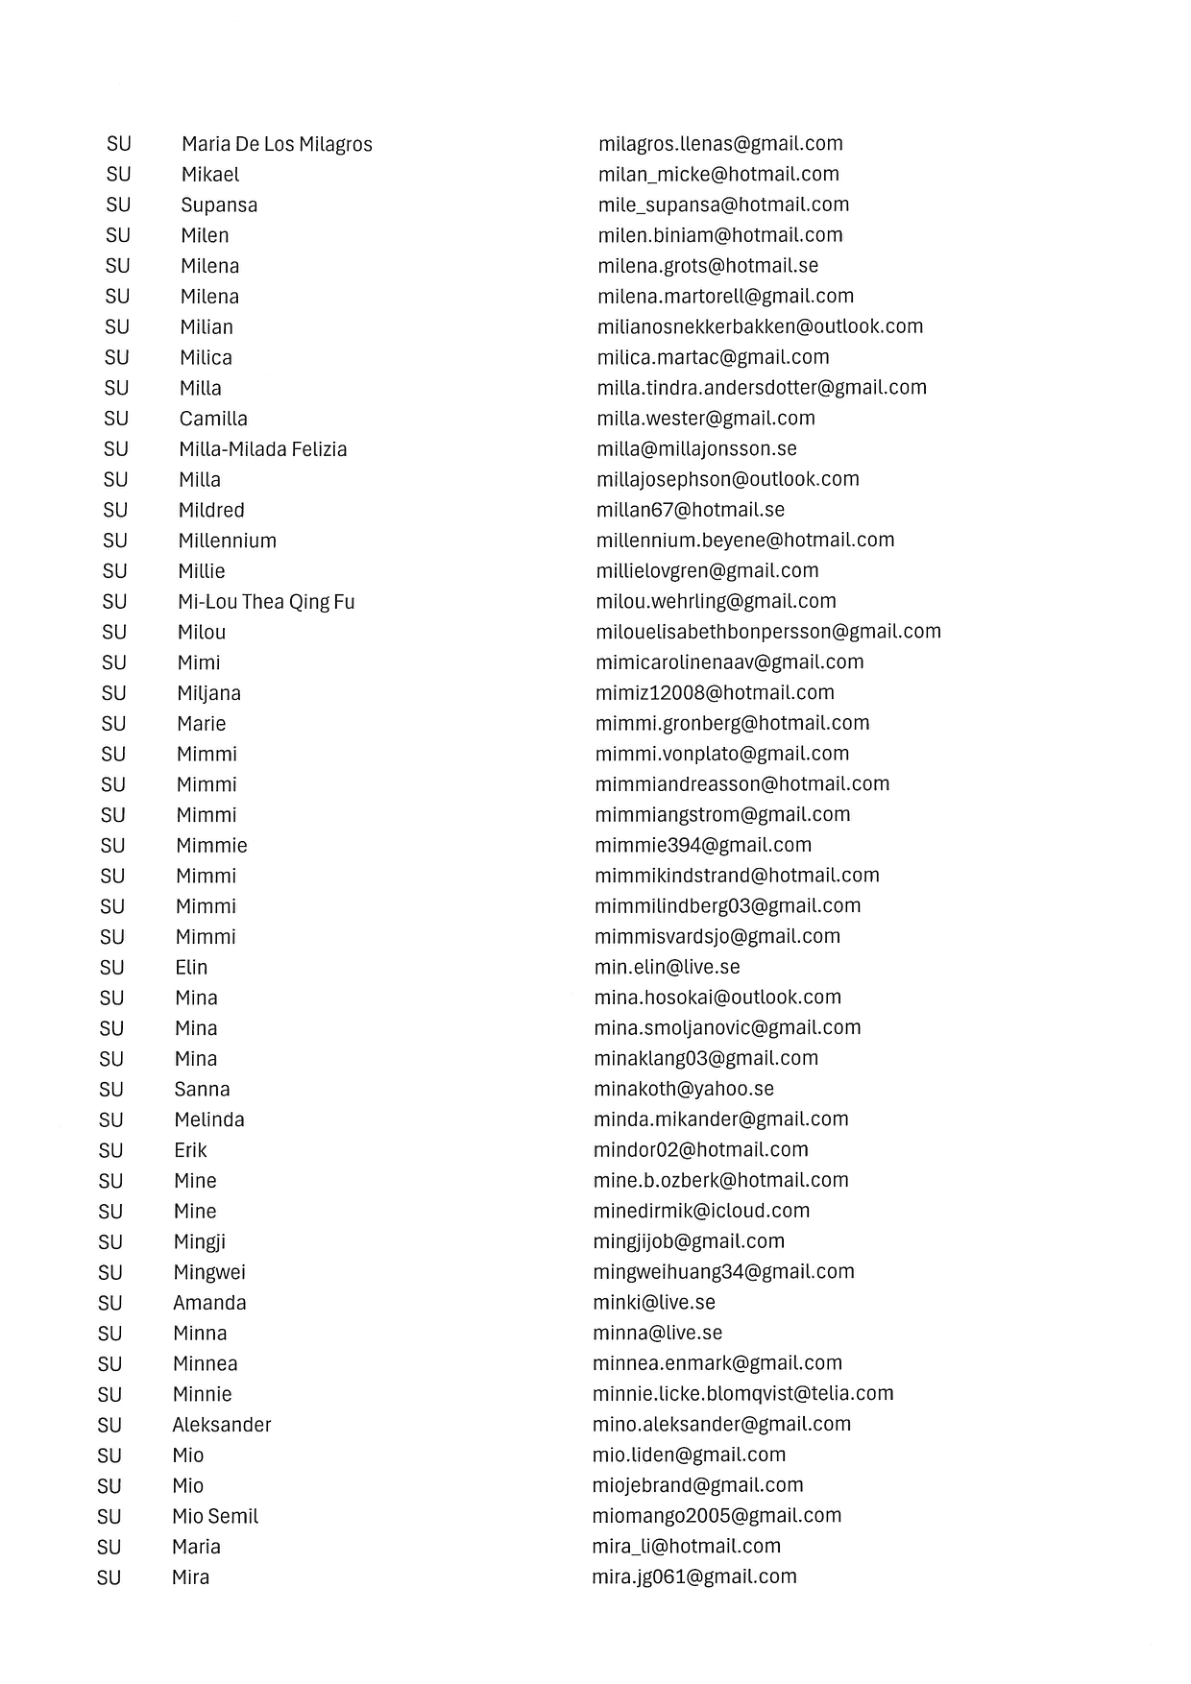 SU Maria De Los Milagros milagros.llenas@gmail.com
SU Mikael milan_micke@hotmail.com
SU Supansa mile_supansa@hotmail.com
SU Milen milen.biniam@hotmail.com
SU Milena milena.grots@hotmail.se
SU Milena milena.martorell@gmail.com
SU Milian milianosnekkerbakken@outlook.com
SU Milica milica.martac@gmail.com
SU Milla milla.tindra.andersdotter@gmail.com
SU Camilla milla.wester@gmail.com
SU Milla-Milada Felizia milla@millajonsson.se
SU Milla millajosephson@outlook.com
SU Mildred millan67@hotmail.se
SU Millennium millennium.beyene@hotmail.com
SU Millie millielovgren@gmail.com
SU Mi-Lou Thea Qing Fu milou.wehrling@gmail.com
SU Milou milouelisabethbonpersson@gmail.com
SU Mimi mimicarolinenaav@gmail.com
SU Miljana mimiz12008@hotmail.com
SU Marie mimmi.gronberg@hotmail.com
SU Mimmi mimmi.vonplato@gmail.com
SU Mimmi mimmiandreasson@hotmail.com
SU Mimmi mimmiangstrom@gmail.com
SU Mimmie mimmie394@gmail.com
SU Mimmi mimmikindstrand@hotmail.com
SU Mimmi mimmilindberg03@gmail.com
SU Mimmi mimmisvardsjo@gmail.com
SU Elin min.elin@live.se
SU Mina mina.hosokai@outlook.com
SU Mina mina.smoljanovic@gmail.com
SU Mina minaklang03@gmail.com
SU Sanna minakoth@yahoo.se
SU Melinda minda.mikander@gmail.com
SU Erik mindor02@hotmail.com
SU Mine mine.b.ozberk@hotmail.com
SU Mine minedirmik@icloud.com
SU Mingji mingjijob@gmail.com
SU Mingwei mingweihuang34@gmail.com
SU Amanda minki@live.se
SU Minna minna@live.se
SU Minnea minnea.enmark@gmail.com
SU Minnie minnie.licke.blomqvist@telia.com
SU Aleksander mino.aleksander@gmail.com
SU Mio mio.liden@gmail.com
SU Mio miojebrand@gmail.com
SU Mio Semil miomango2005@gmail.com
SU Maria mira_li@hotmail.com
SU Mira mira.jg061@gmail.com